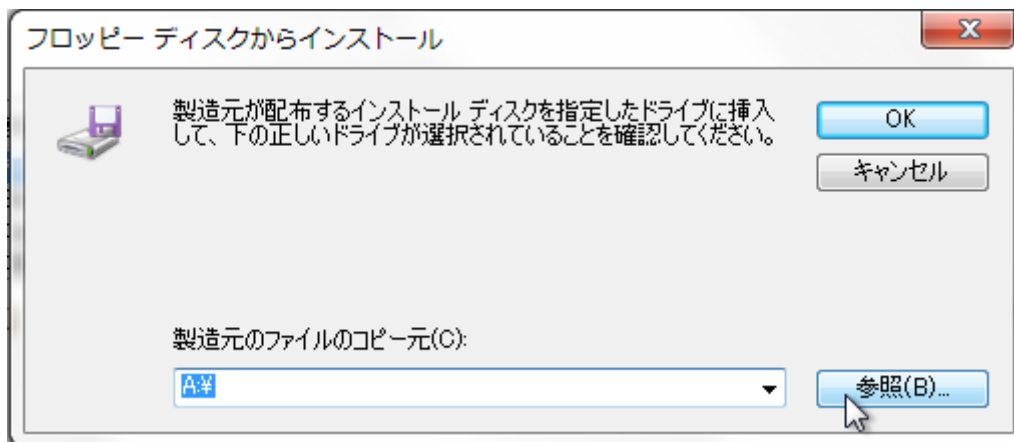 フロッピー ディスクからインストール
製造元が配布するインストール ディスクを指定したドライブに挿入
して、下の正しいドライブが選択されていることを確認してください。
OK
キャンセル
製造元のファイルのコピー元(C):
A:¥
参照(B)...